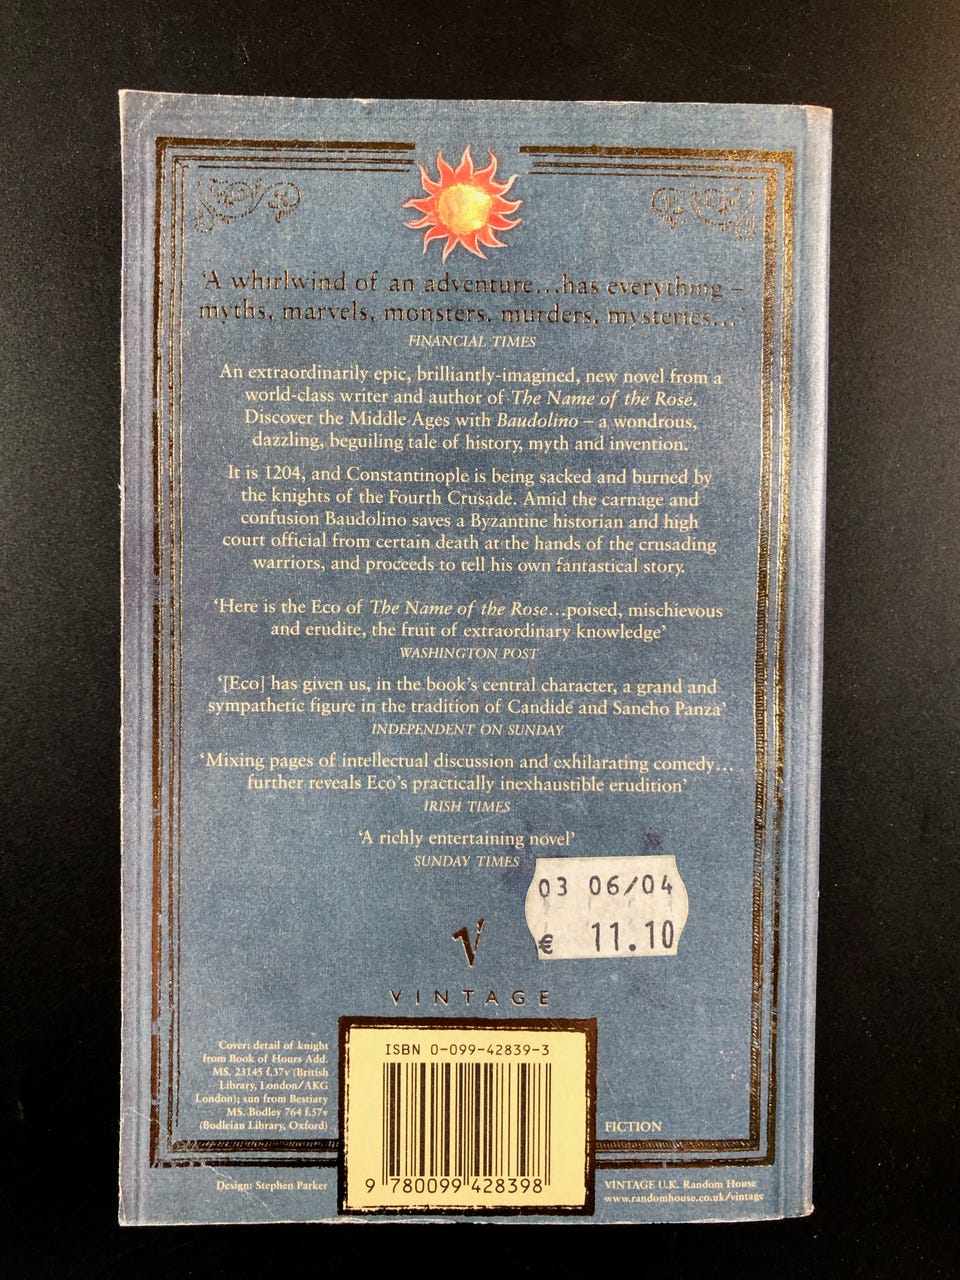 ‘A whirlwind of an adventure...has everything –
myths, marvels, monsters, murders, mysteries...’
FINANCIAL TIMES
An extraordinarily epic, brilliantly-imagined, new novel from a
world-class writer and author of The Name of the Rose.
Discover the Middle Ages with Baudolino – a wondrous,
dazzling, beguiling tale of history, myth and invention.
It is 1204, and Constantinople is being sacked and burned by
the knights of the Fourth Crusade. Amid the carnage and
confusion Baudolino saves a Byzantine historian and high
court official from certain death at the hands of the crusading
warriors, and proceeds to tell his own fantastical story.
‘Here is the Eco of The Name of the Rose...poised, mischievous
and erudite, the fruit of extraordinary knowledge’
WASHINGTON POST
‘[Eco] has given us, in the book’s central character, a grand and
sympathetic figure in the tradition of Candide and Sancho Panza’
INDEPENDENT ON SUNDAY
‘Mixing pages of intellectual discussion and exhilarating comedy...
further reveals Eco’s practically inexhaustible erudition’
IRISH TIMES
‘A richly entertaining novel’
SUNDAY TIMES
03 06/04
€ 11.10
V
VINTAGE
Cover: detail of knight
from Book of Hours Add.
MS. 23145 f.37v (British
Library, London/AKG
London); sun from Bestiary
MS. Bodley 764 f.57v
(Bodleian Library, Oxford)
Design: Stephen Parker
ISBN 0-099-42839-3
9 780099 428398
FICTION
VINTAGE U.K. Random House
www.randomhouse.co.uk/vintage